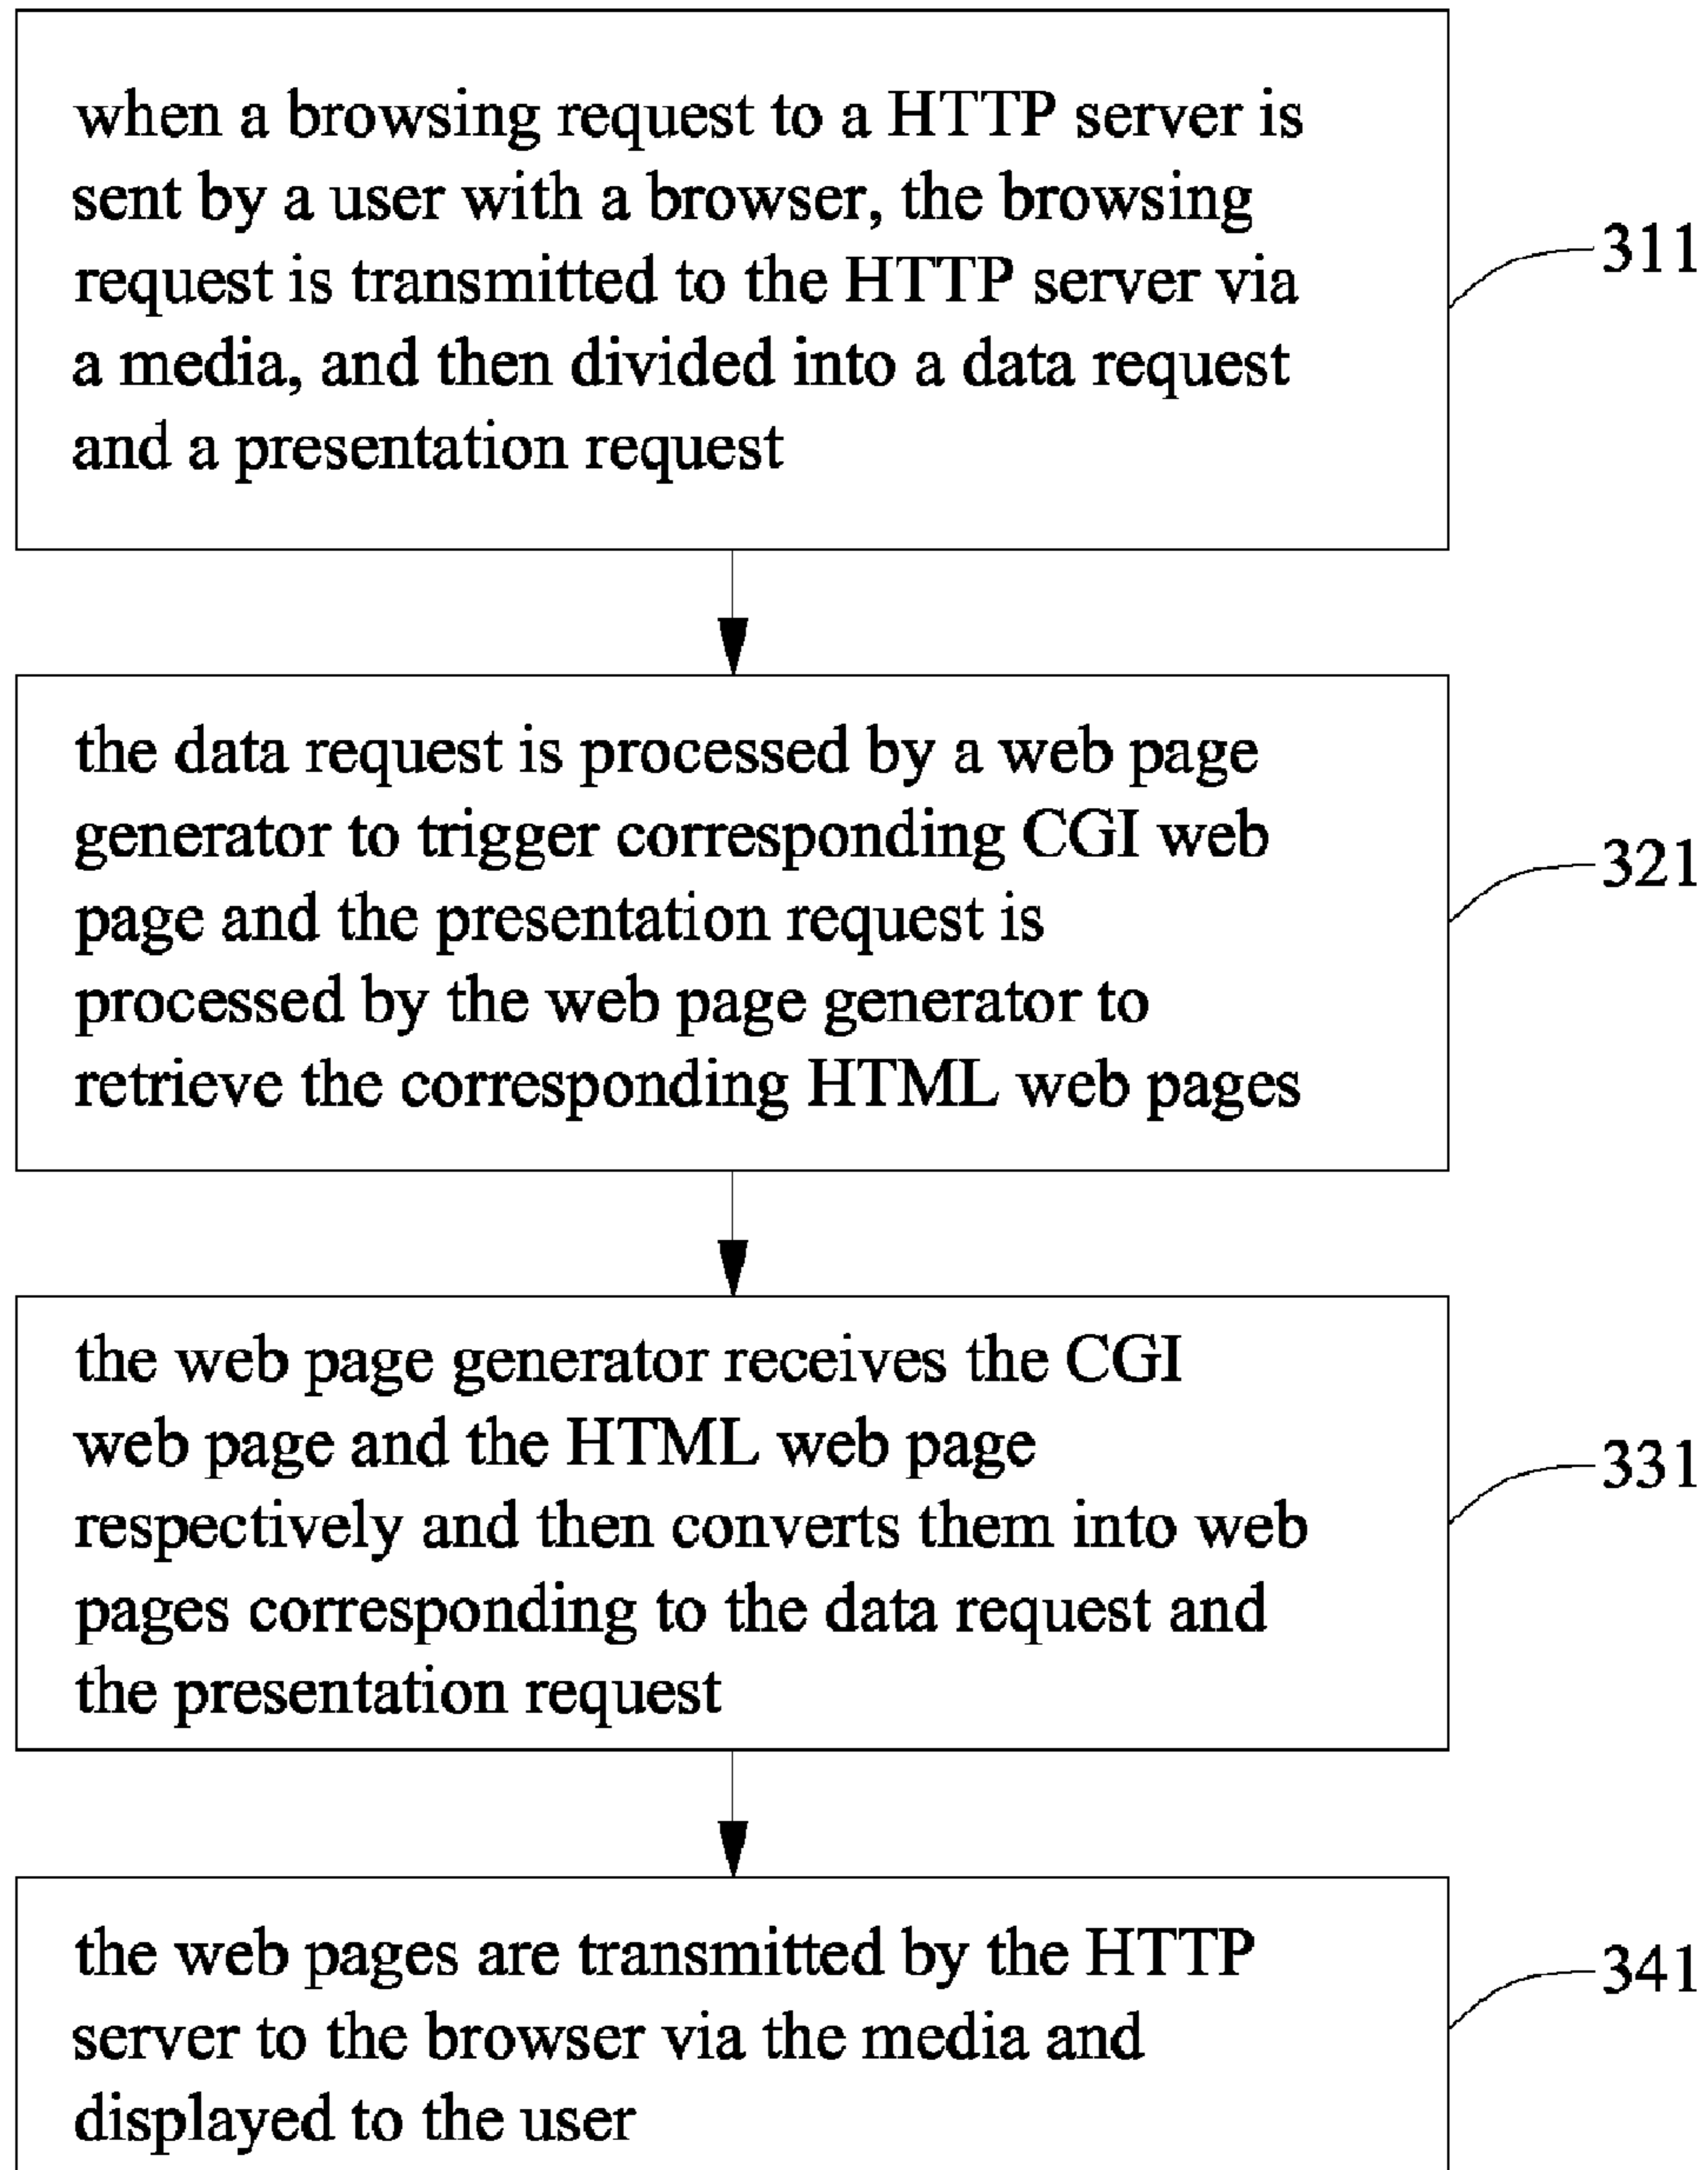 when a browsing request to a HTTP server is
sent by a user with a browser, the browsing
request is transmitted to the HTTP server via
a media, and then divided into a data request
and a presentation request
311
the data request is processed by a web page
generator to trigger corresponding CGI web
page and the presentation request is
processed by the web page generator to
retrieve the corresponding HTML web pages
321
the web page generator receives the CGI
web page and the HTML web page
respectively and then converts them into web
pages corresponding to the data request and
the presentation request
331
the web pages are transmitted by the HTTP
server to the browser via the media and
displayed to the user
341